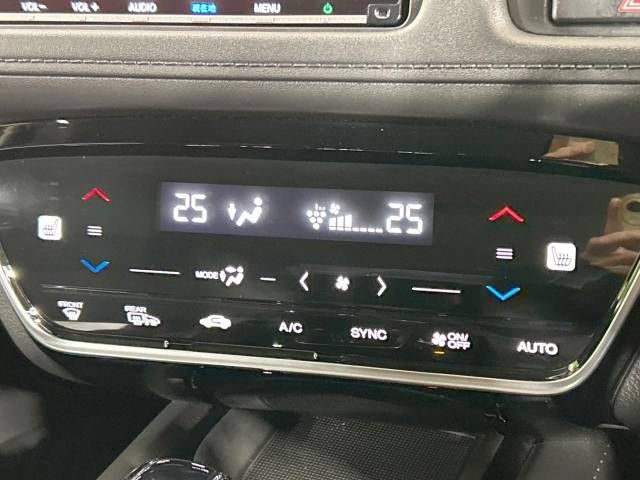 VOL− VOL+ AUDIO 現在地 MENU
25 25
MODE
FRONT REAR A/C SYNC ON/OFF AUTO